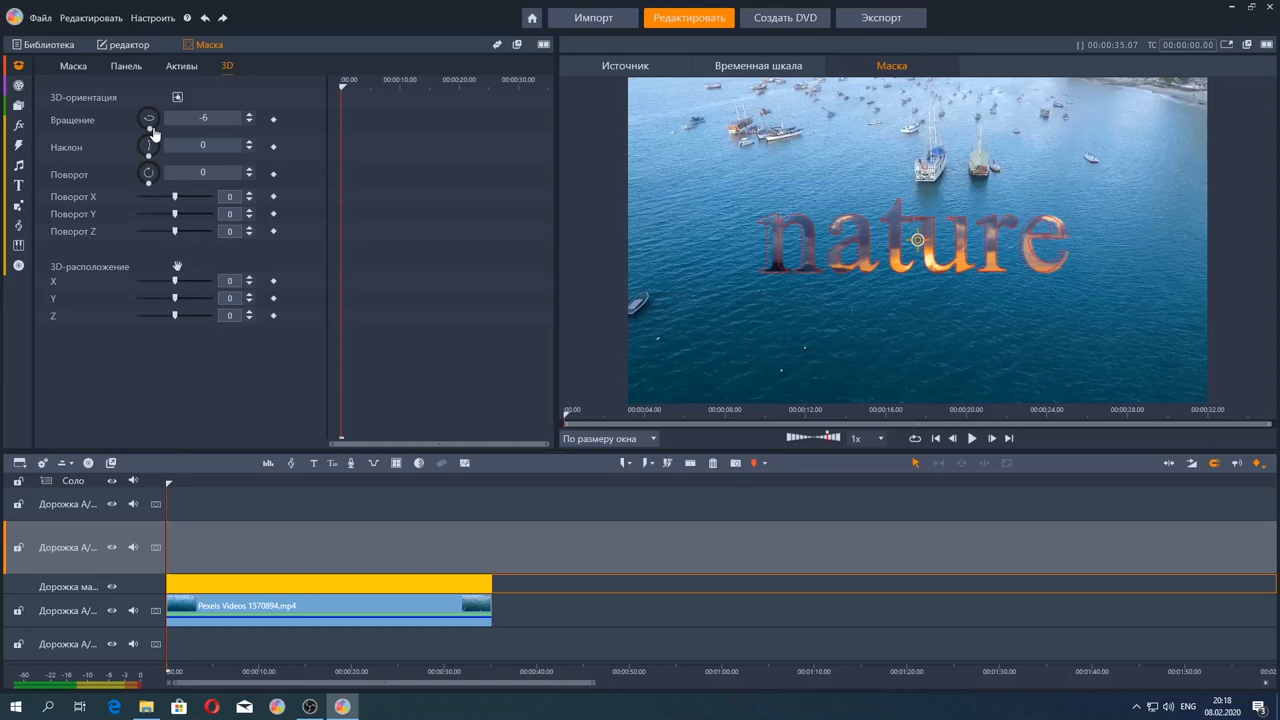 Файл Редактировать Настроить
Импорт Редактировать Создать DVD Экспорт
Библиотека редактор Маска
[] 00:00:35.07 TC 00:00:00.00
Маска Панель Активы 3D
:00.00 00:00:10.00 00:00:20.00 00:00:30.00
Источник Временная шкала Маска
3D-ориентация
Вращение -6
Наклон 0
Поворот 0
Поворот X 0
Поворот Y 0
Поворот Z 0
3D-расположение
X 0
Y 0
Z 0
nature
:00.00 00:00:04.00 00:00:08.00 00:00:12.00 00:00:16.00 00:00:20.00 00:00:24.00 00:00:28.00 00:00:32.00
По размеру окна 1x
Соло
Дорожка А/...
Дорожка А/...
Дорожка ма...
Дорожка А/...
Pexels Videos 1570894.mp4
Дорожка А/...
-60 -22 -16 -10 -6 -3 0
:00.00 00:00:10.00 00:00:20.00 00:00:30.00 00:00:40.00 00:00:50.00 00:01:00.00 00:01:10.00 00:01:20.00 00:01:30.00 00:01:40.00 00:01:50.00 00:02
ENG
20:18
08.02.2020
3